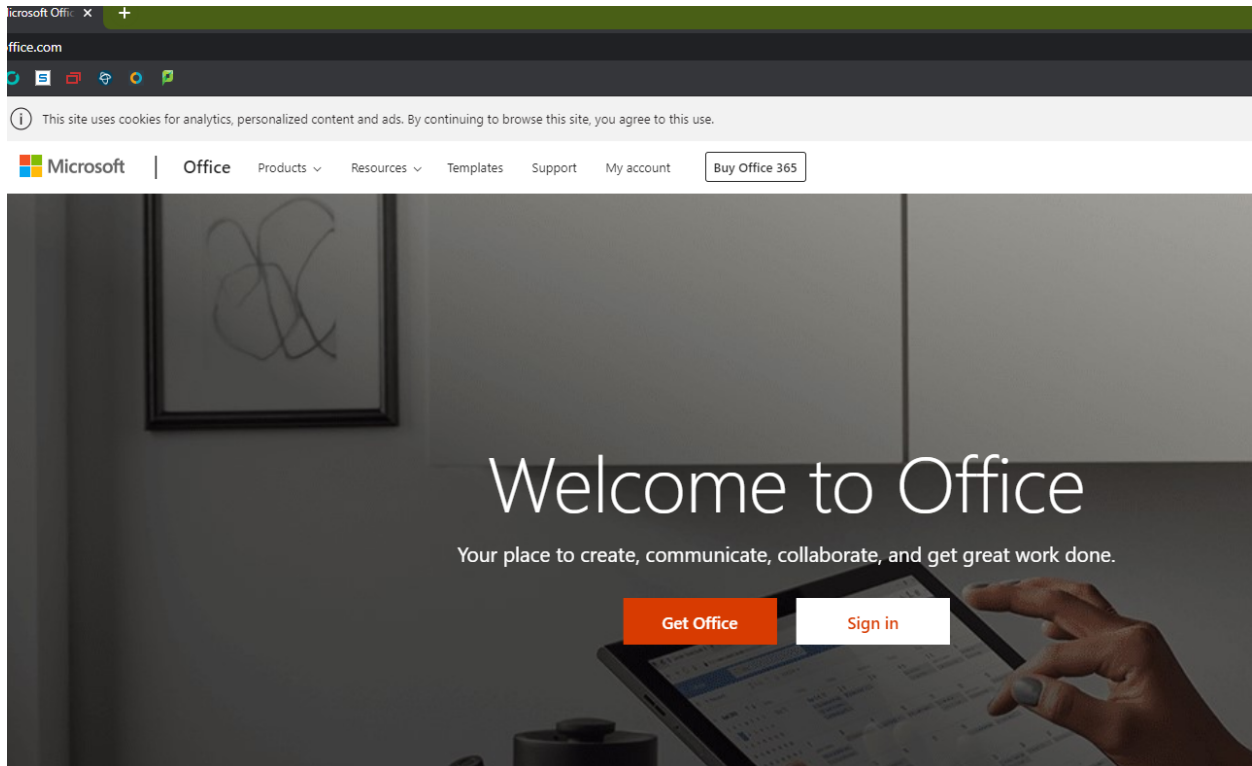 icrosoft Offic
ffice.com
This site uses cookies for analytics, personalized content and ads. By continuing to browse this site, you agree to this use.
Microsoft | Office Products Resources Templates Support My account Buy Office 365
Welcome to Office
Your place to create, communicate, collaborate, and get great work done.
Get Office Sign in